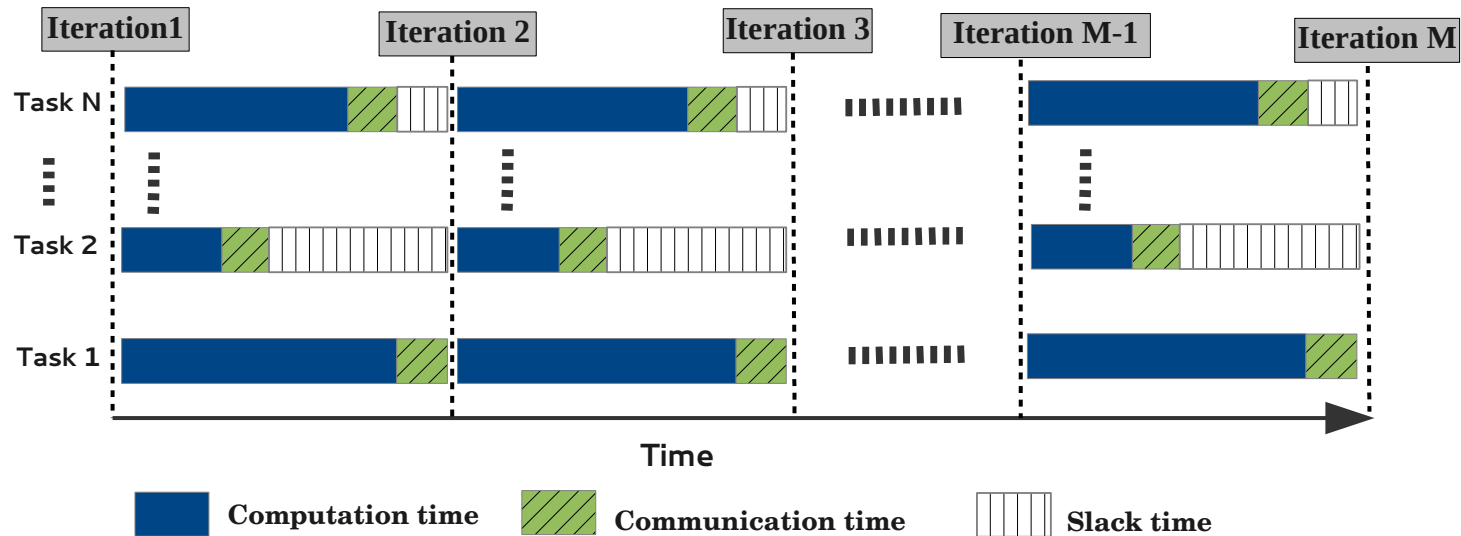 Iteration1
Iteration 2
Iteration 3
Iteration M-1
Iteration M
Task N
Task 2
Task 1
Time
Computation time
Communication time
Slack time